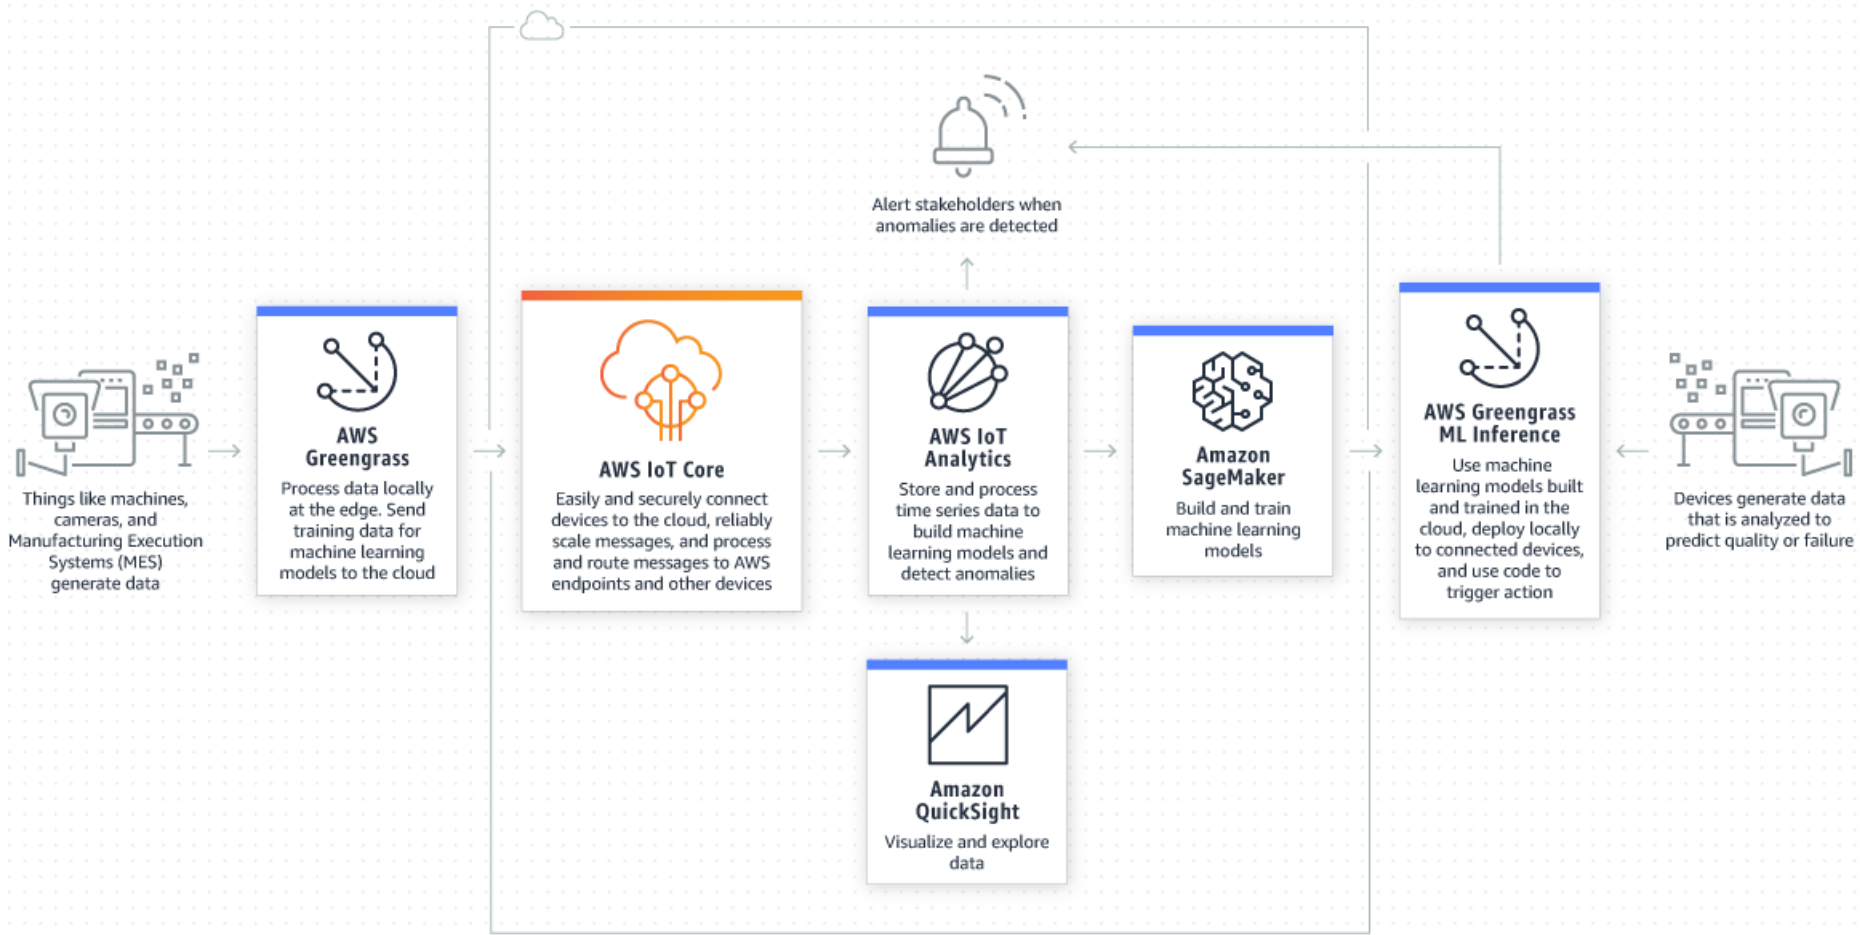 Alert stakeholders when
anomalies are detected
Things like machines,
cameras, and
Manufacturing Execution
Systems (MES)
generate data
AWS
Greengrass
Process data locally
at the edge. Send
training data for
machine learning
models to the cloud
AWS IoT Core
Easily and securely connect
devices to the cloud, reliably
scale messages, and process
and route messages to AWS
endpoints and other devices
AWS IoT
Analytics
Store and process
time series data to
build machine
learning models and
detect anomalies
Amazon
SageMaker
Build and train
machine learning
models
AWS Greengrass
ML Inference
Use machine
learning models built
and trained in the
cloud, deploy locally
to connected devices,
and use code to
trigger action
Devices generate data
that is analyzed to
predict quality or failure
Amazon
QuickSight
Visualize and explore
data